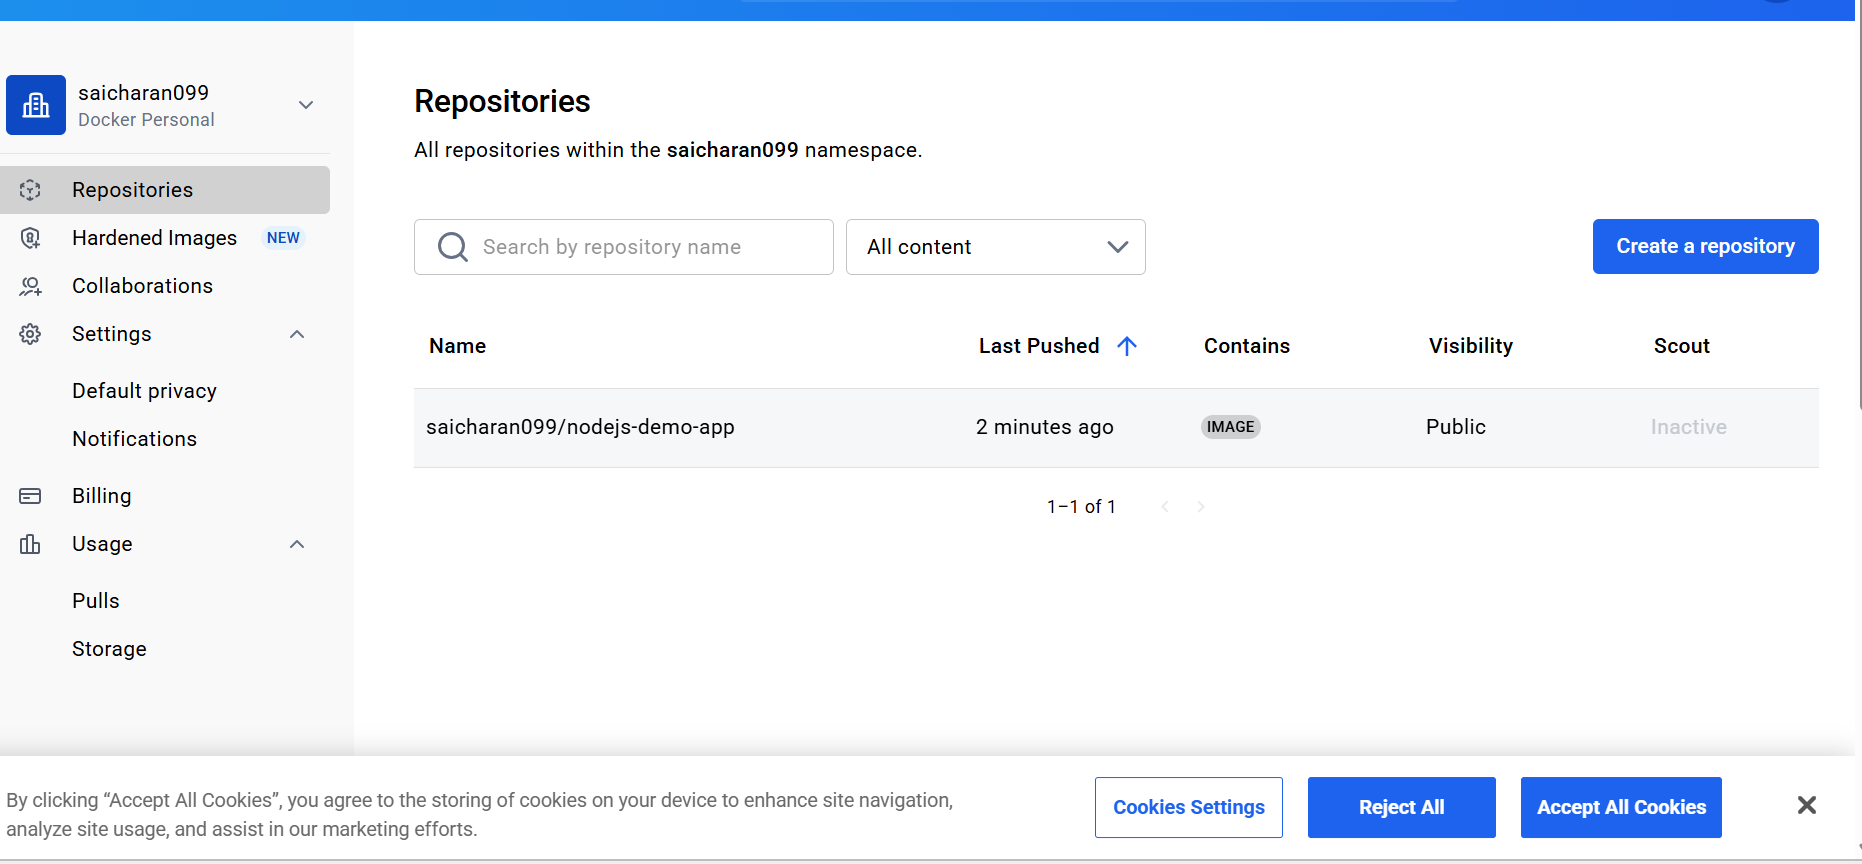 saicharan099
Docker Personal
Repositories
Hardened Images NEW
Collaborations
Settings
Default privacy
Notifications
Billing
Usage
Pulls
Storage
Repositories
All repositories within the saicharan099 namespace.
Search by repository name
All content
Create a repository
Name Last Pushed Contains Visibility Scout
saicharan099/nodejs-demo-app 2 minutes ago IMAGE Public Inactive
1–1 of 1
By clicking “Accept All Cookies”, you agree to the storing of cookies on your device to enhance site navigation,
analyze site usage, and assist in our marketing efforts.
Cookies Settings
Reject All
Accept All Cookies